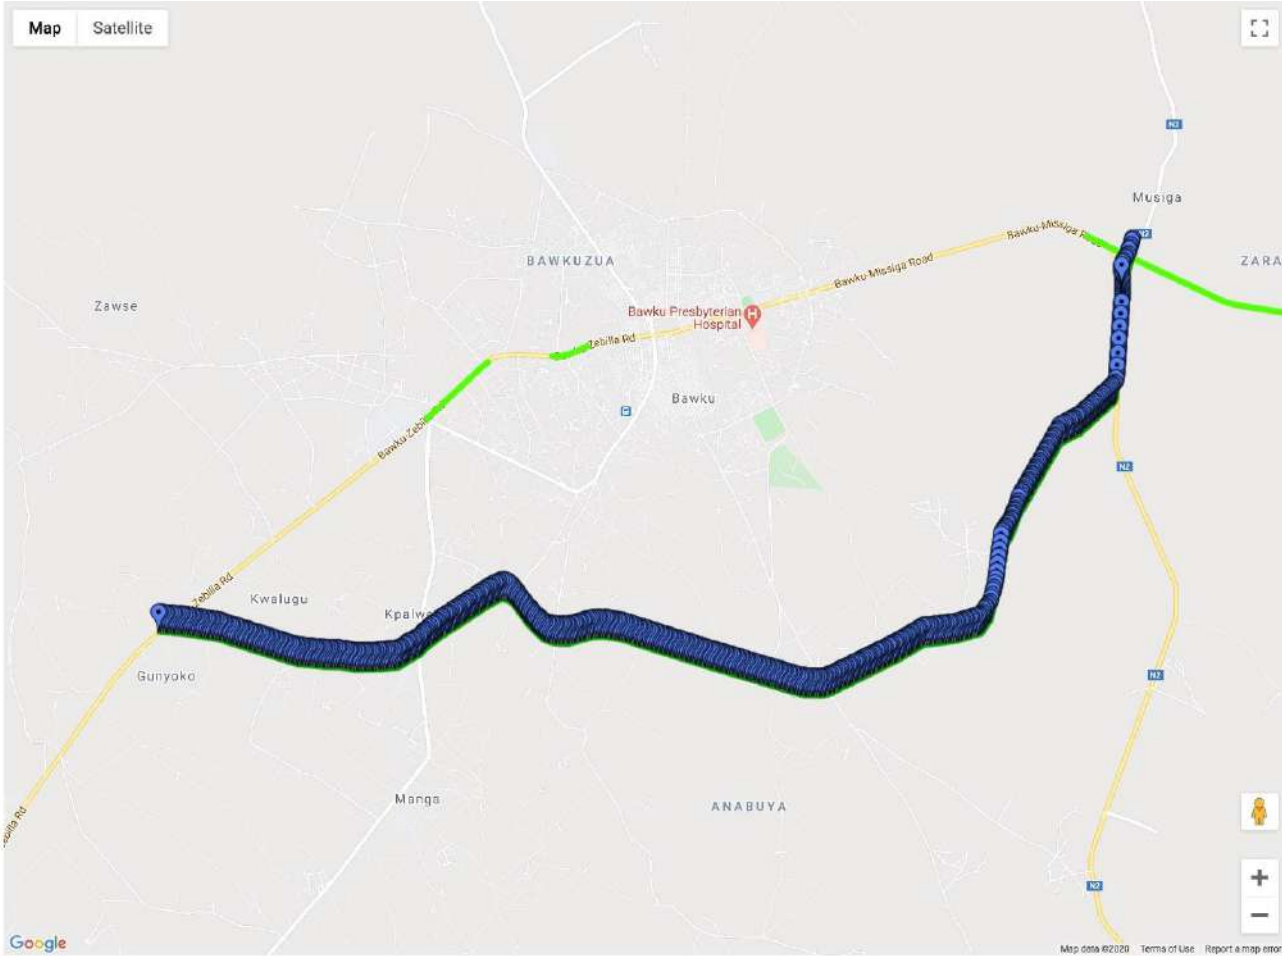 Map Satellite
N2
Musiga
N2
Bawku-Missiga R
BAWKUZUA
Bawku-Missiga Road
ZARA
Zawse
Bawku Presbyterian
Hospital
H
Zebilla Rd
Bawku
Bawku-Zebil
N2
Zebilla Rd
Kwalugu
Kpalwe
Gunyoko
N2
Manga
ANABUYA
N2
Google
Map data ©2020 Terms of Use Report a map error